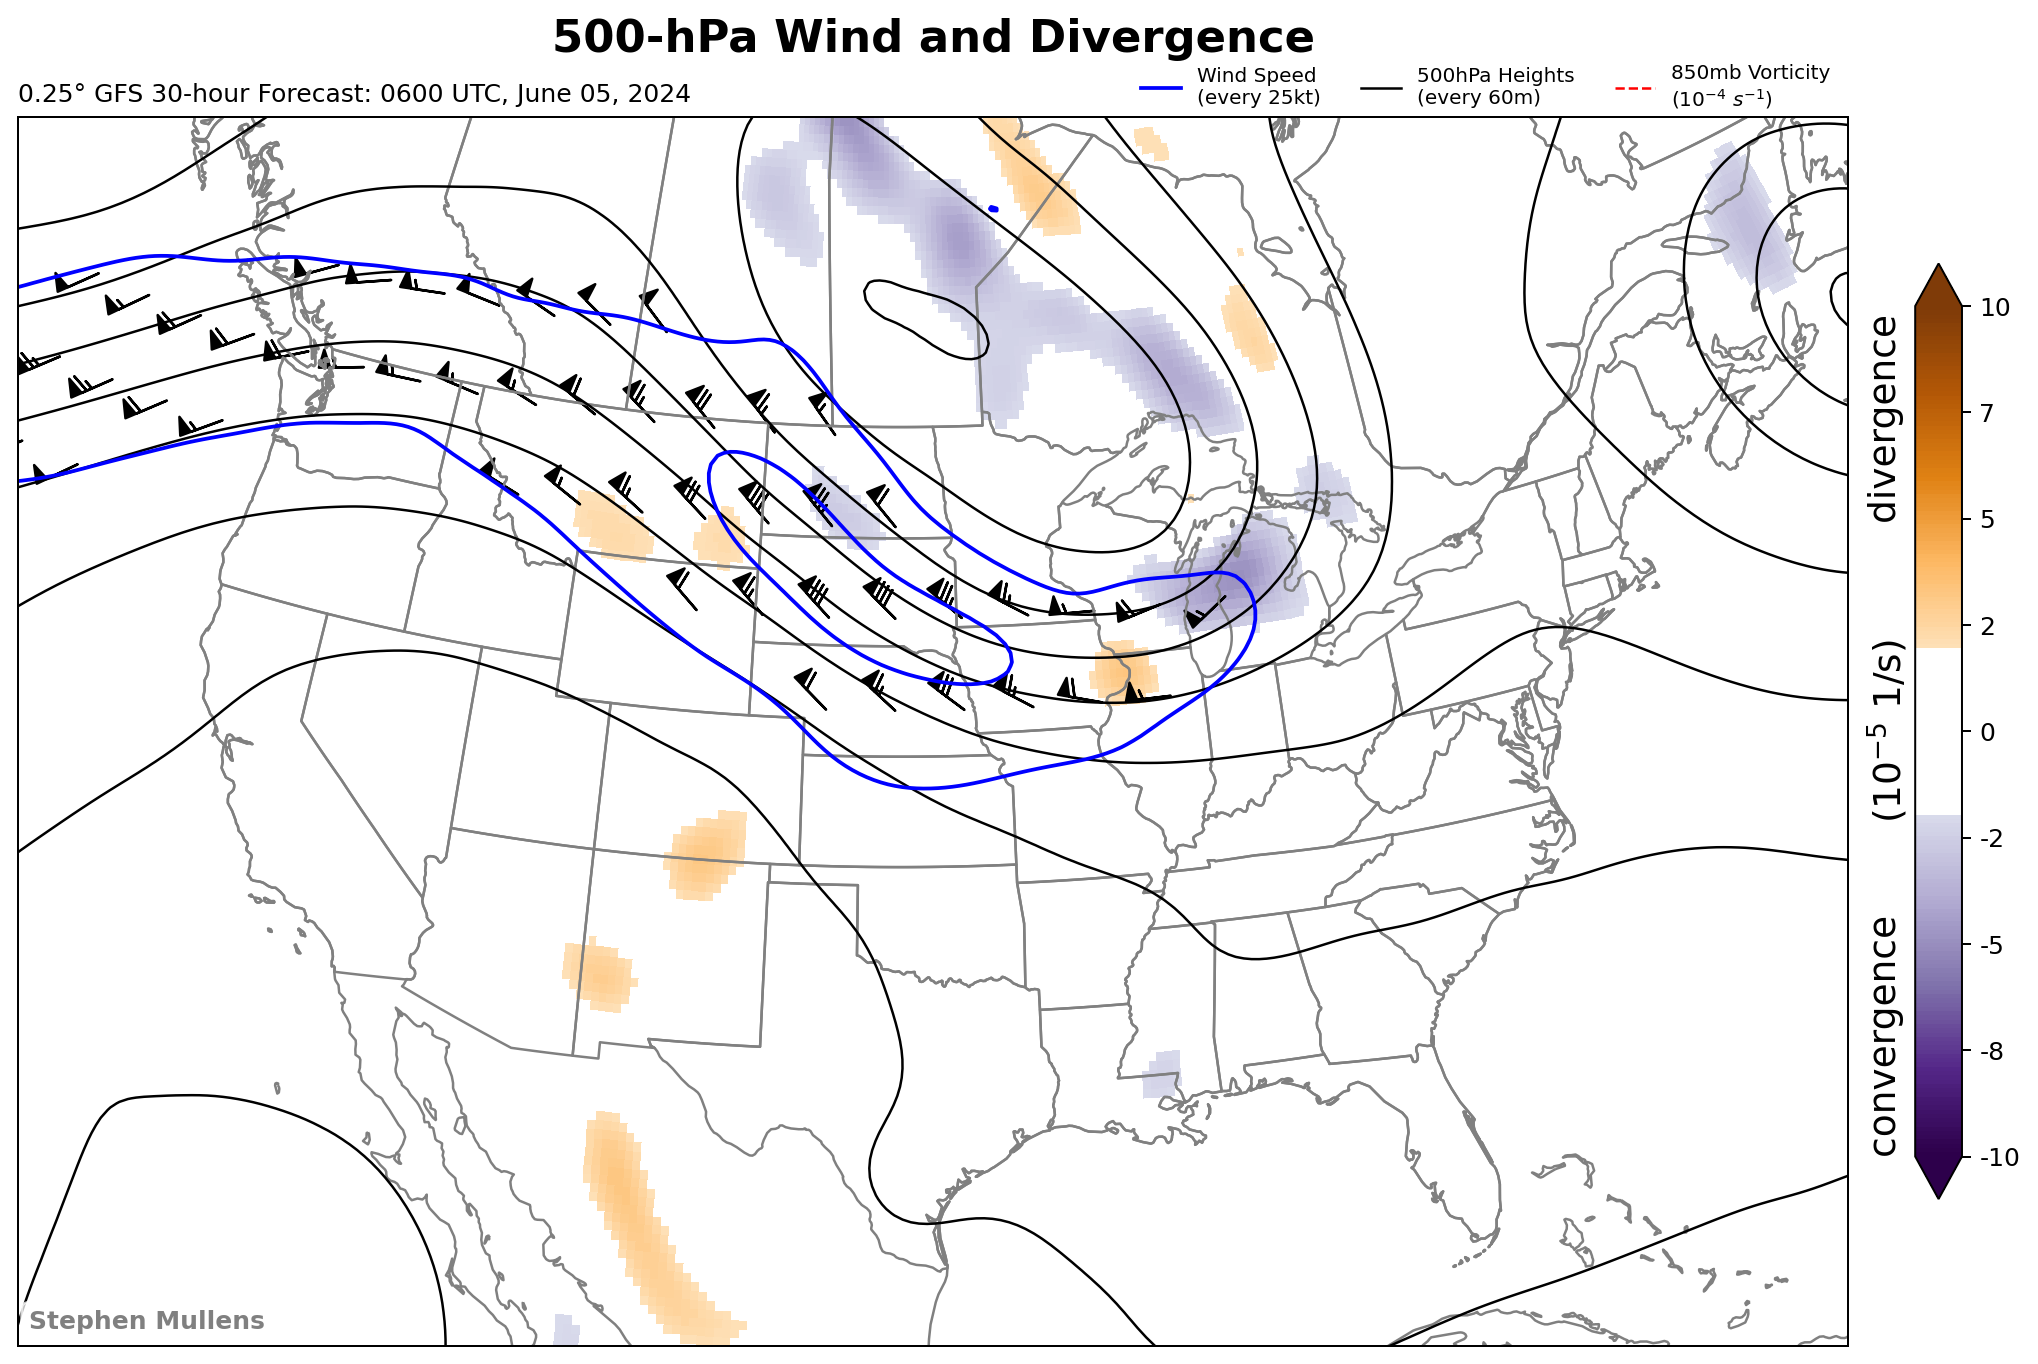 500-hPa Wind and Divergence
0.25° GFS 30-hour Forecast: 0600 UTC, June 05, 2024
Wind Speed
(every 25kt)
500hPa Heights
(every 60m)
850mb Vorticity
(10⁻⁴ s⁻¹)
10
7
5
2
0
-2
-5
-8
-10
convergence (10⁻⁵ 1/s) divergence
Stephen Mullens